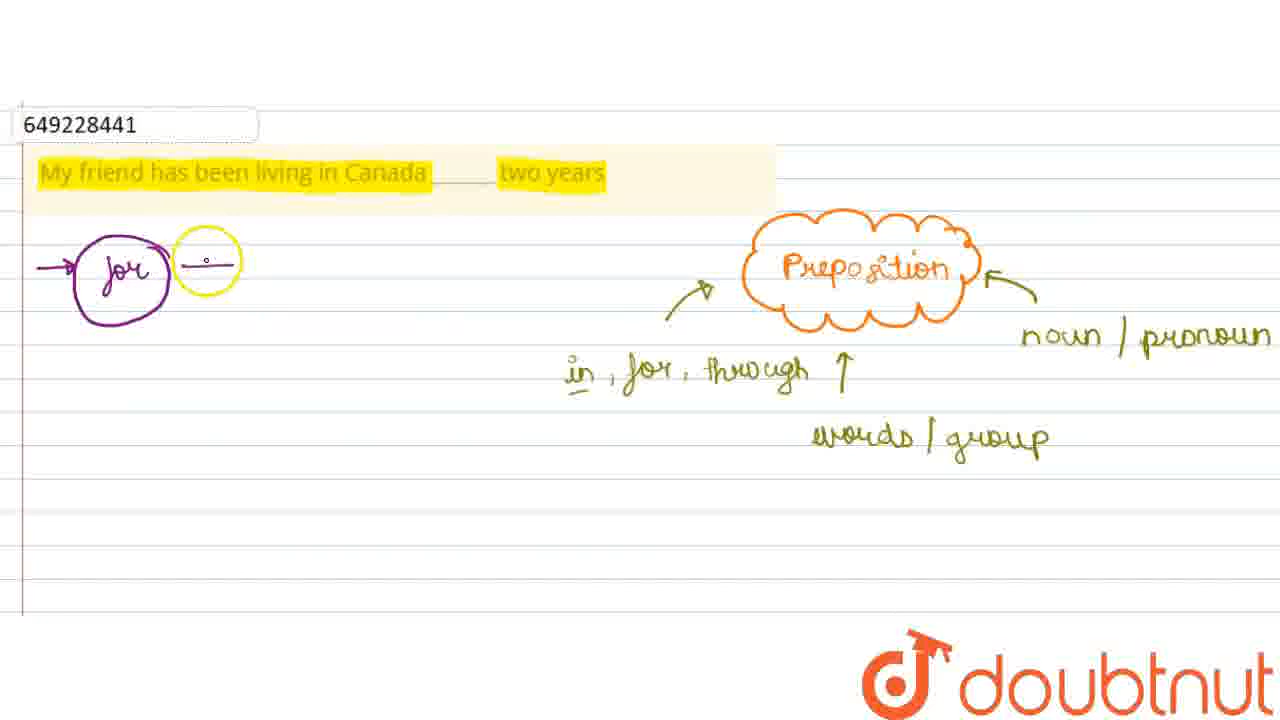 649228441
My friend has been living in Canada ______ two years
for
Preposition
noun / pronoun
in, for, through
words / group
doubtnut